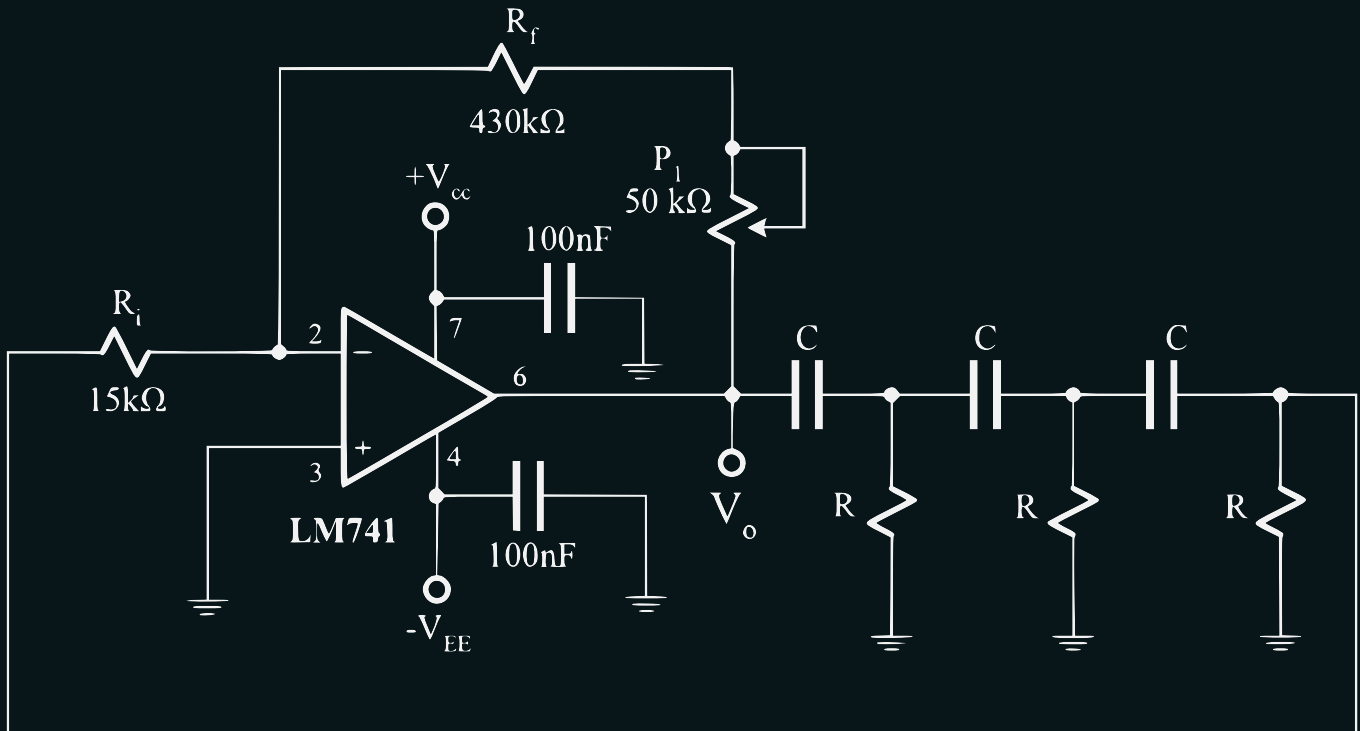 R_f
430kΩ
P_1
50 kΩ
+V_cc
100nF
R_i
15kΩ
2
7
6
3
4
LM741
100nF
-V_EE
V_o
C
C
C
R
R
R